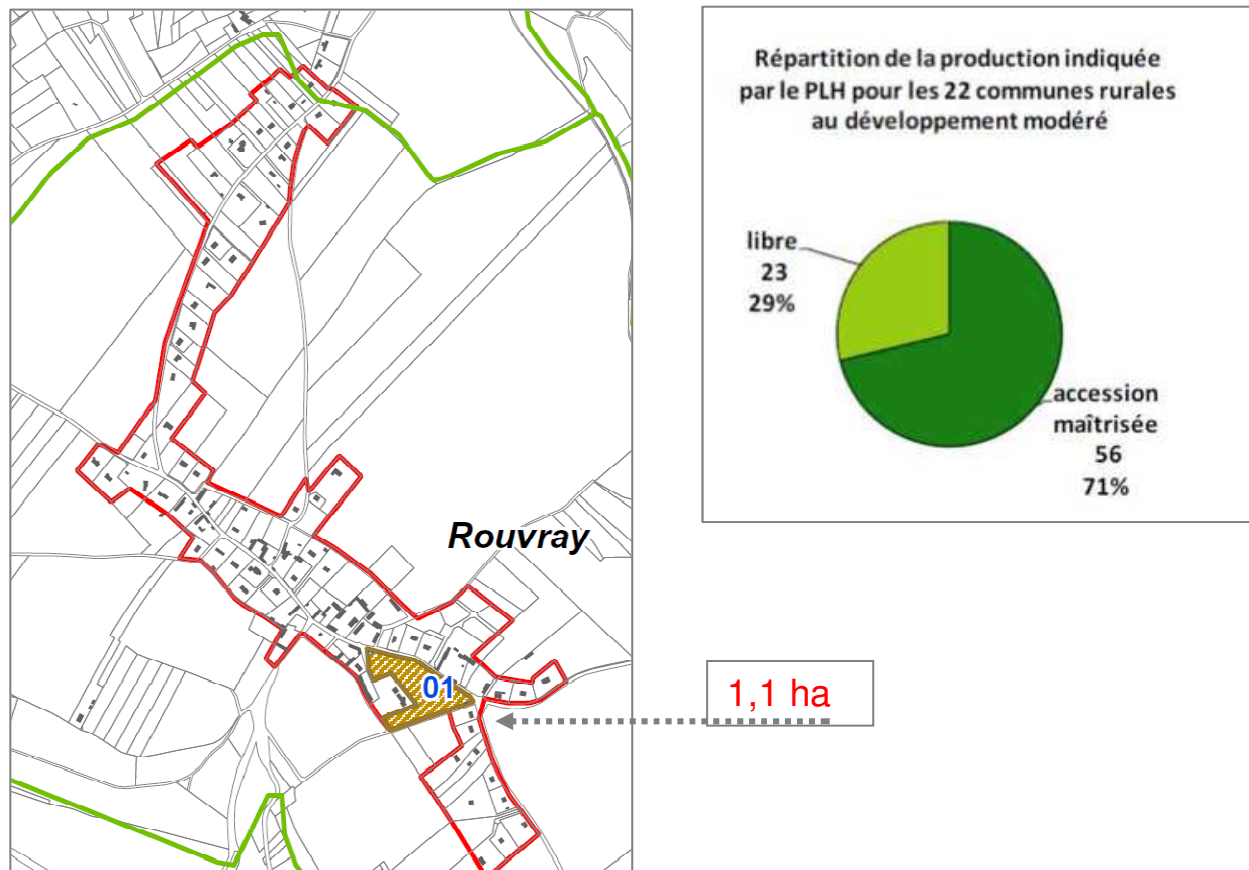 Rouvray
01
Répartition de la production indiquée
par le PLH pour les 22 communes rurales
au développement modéré
libre
23
29%
accession
maîtrisée
56
71%
1,1 ha